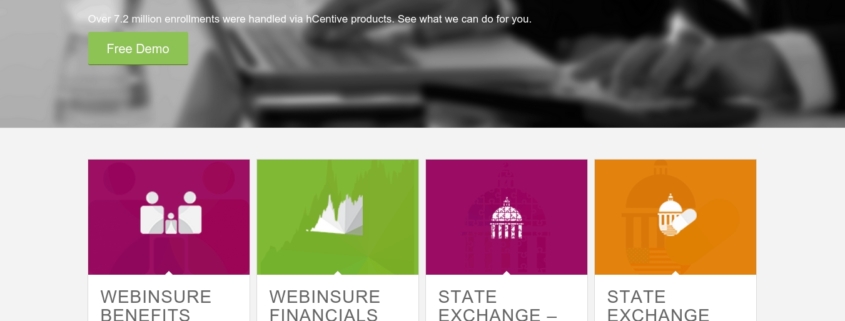 Over 7.2 million enrollments were handled via hCentive products. See what we can do for you.
Free Demo
WEBINSURE
BENEFITS
WEBINSURE
FINANCIALS
STATE
EXCHANGE –
STATE
EXCHANGE